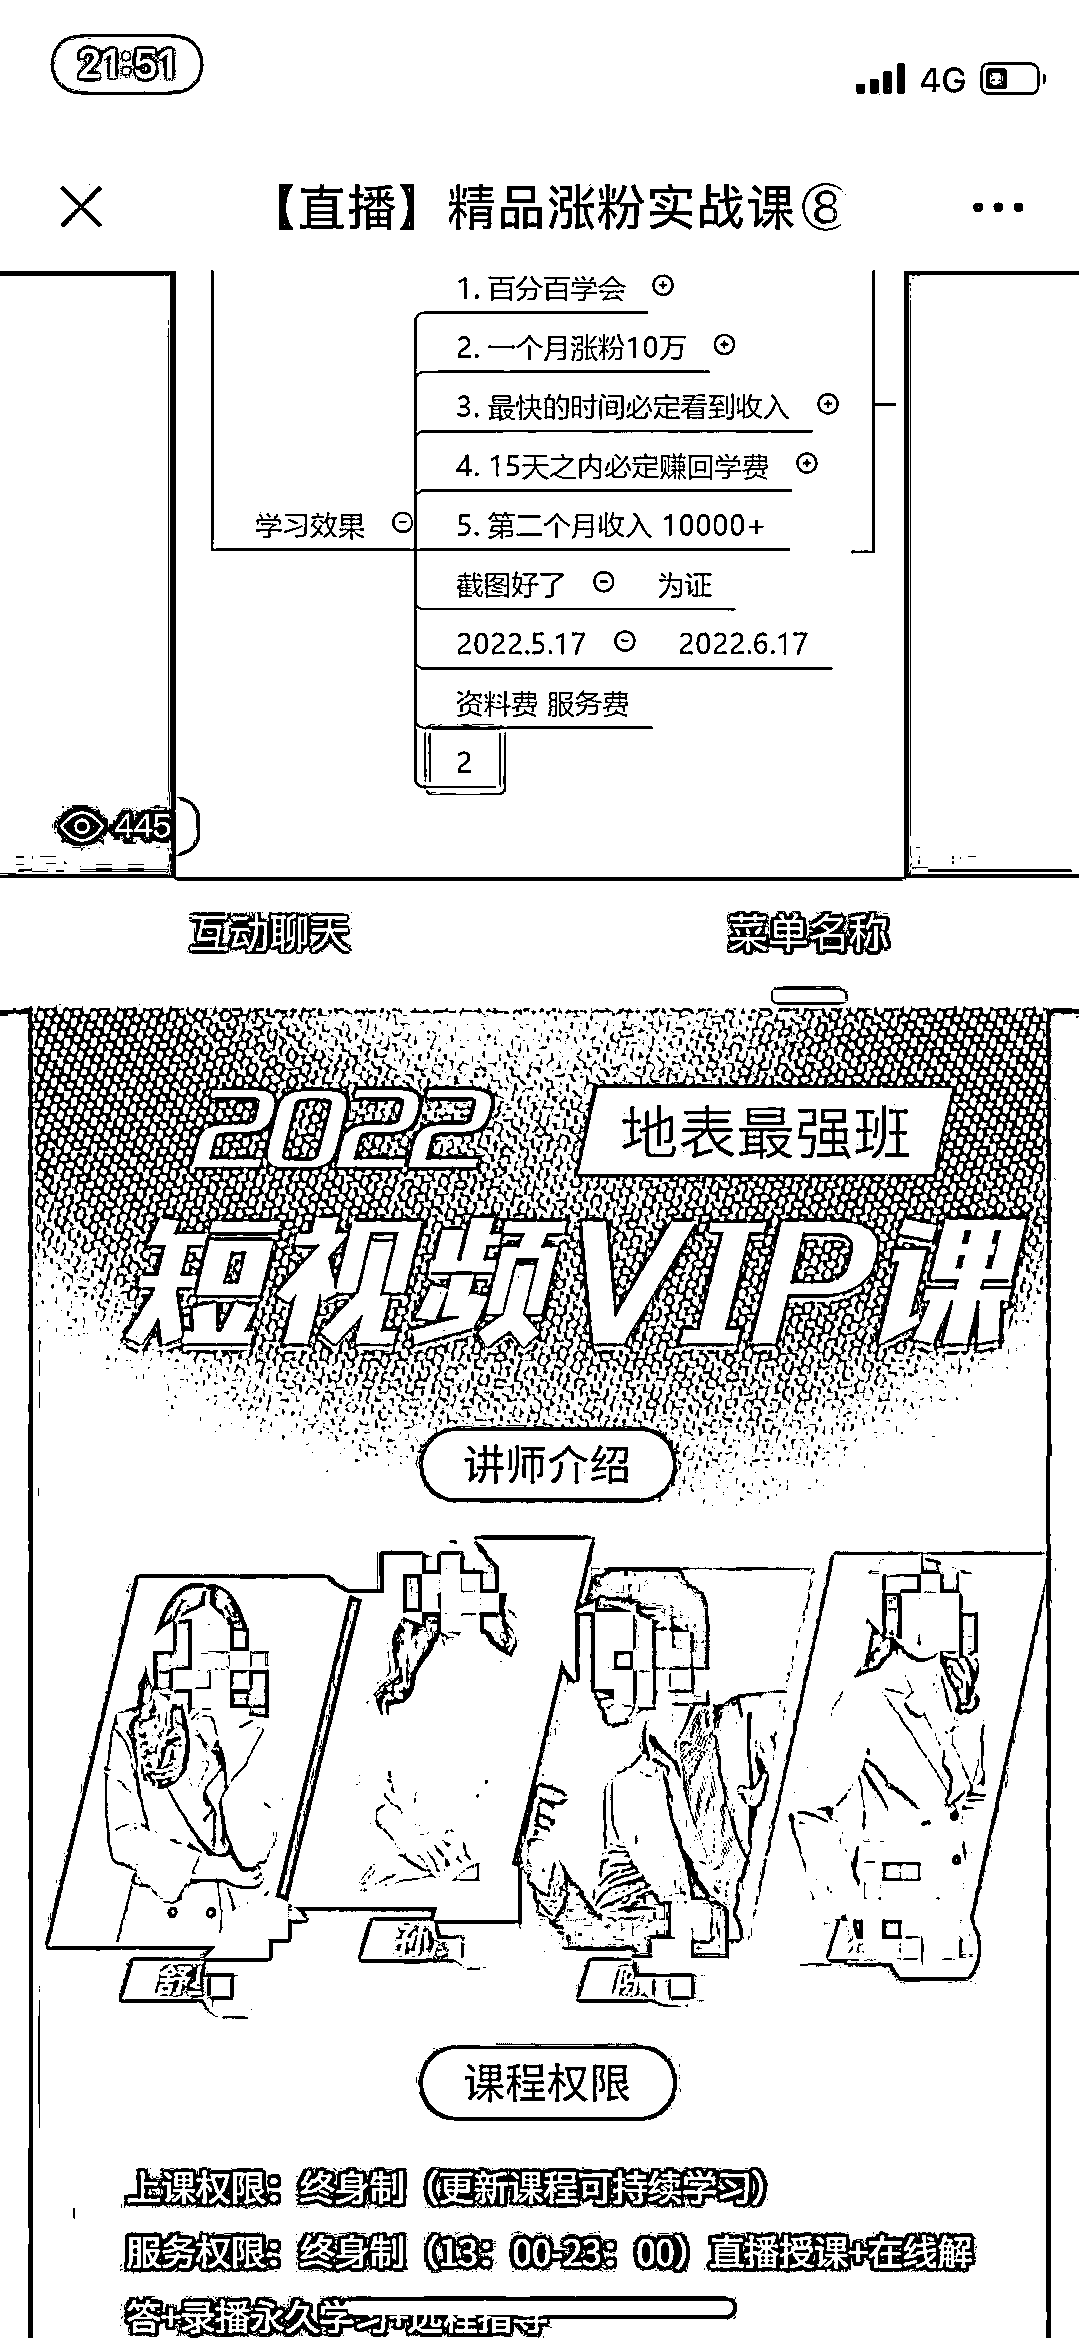 21:51
4G
【直播】精品涨粉实战课⑧
1. 百分百学会
2. 一个月涨粉10万
3. 最快的时间必定看到收入
4. 15天之内必定赚回学费
学习效果
5. 第二个月收入 10000+
截图好了 为证
2022.5.17 2022.6.17
资料费 服务费
2
445
互动聊天 菜单名称
2022 地表最强班
短视频VIP课
讲师介绍
孙
舒
陈
课程权限
上课权限：终身制（更新课程可持续学习）
服务权限：终身制（13：00-23：00）直播授课+在线解
答+录播永久学习+远程指导